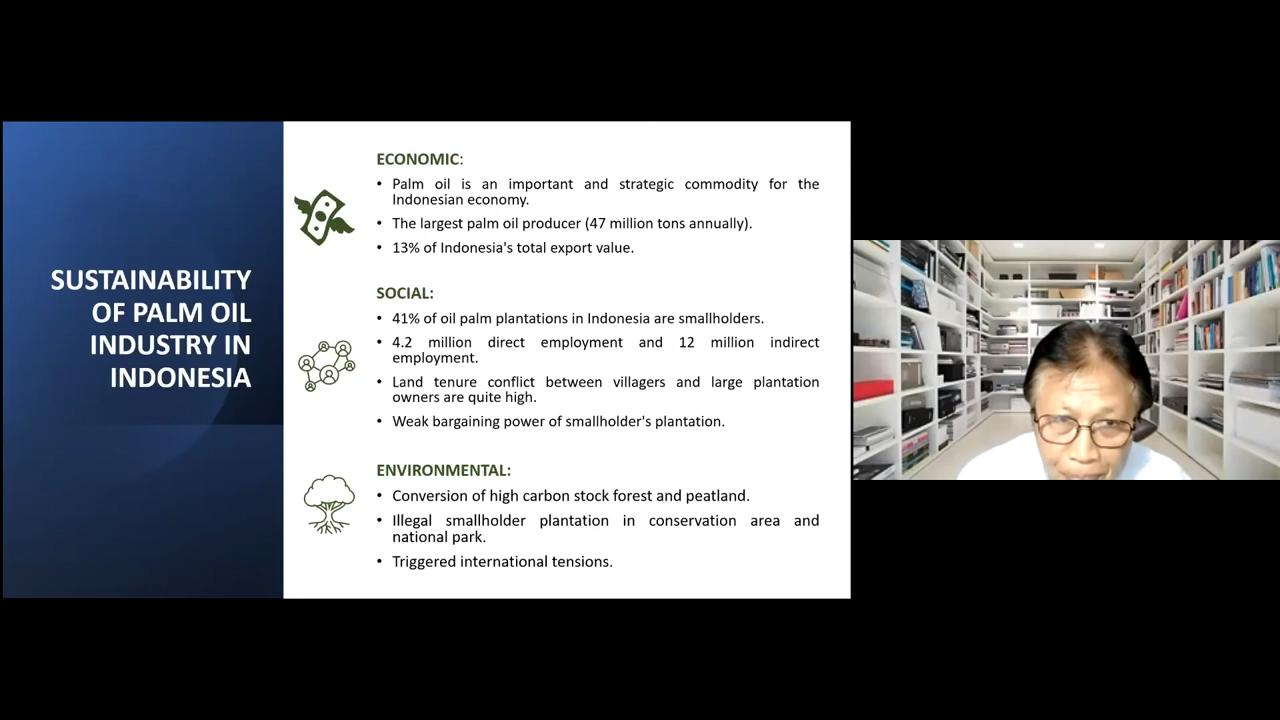 SUSTAINABILITY
OF PALM OIL
INDUSTRY IN
INDONESIA
ECONOMIC:
• Palm oil is an important and strategic commodity for the
Indonesian economy.
• The largest palm oil producer (47 million tons annually).
• 13% of Indonesia's total export value.
SOCIAL:
• 41% of oil palm plantations in Indonesia are smallholders.
• 4.2 million direct employment and 12 million indirect
employment.
• Land tenure conflict between villagers and large plantation
owners are quite high.
• Weak bargaining power of smallholder's plantation.
ENVIRONMENTAL:
• Conversion of high carbon stock forest and peatland.
• Illegal smallholder plantation in conservation area and
national park.
• Triggered international tensions.